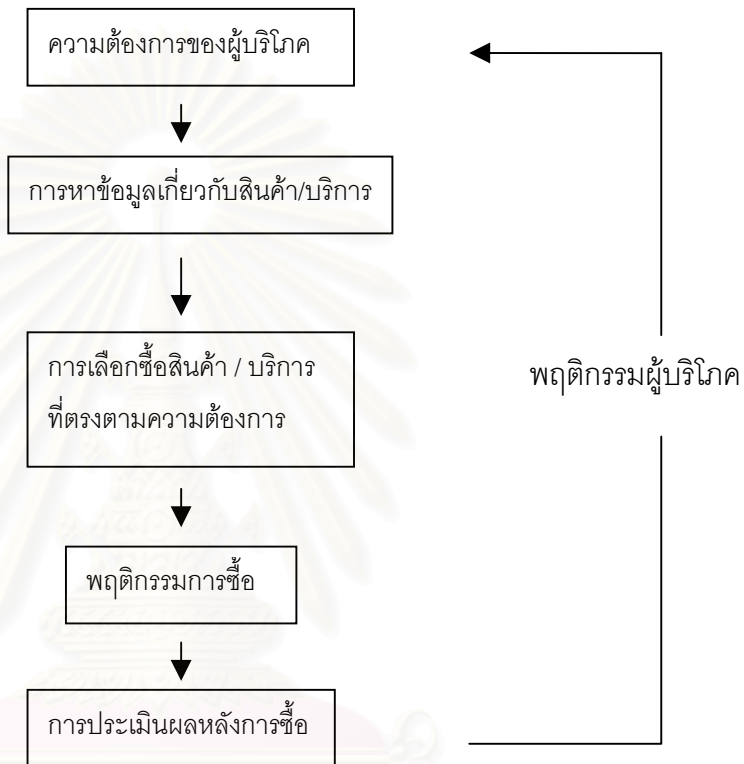 ความต้องการของผู้บริโภค
การหาข้อมูลเกี่ยวกับสินค้า/บริการ
การเลือกซื้อสินค้า / บริการ
ที่ตรงตามความต้องการ
พฤติกรรมผู้บริโภค
พฤติกรรมการซื้อ
การประเมินผลหลังการซื้อ